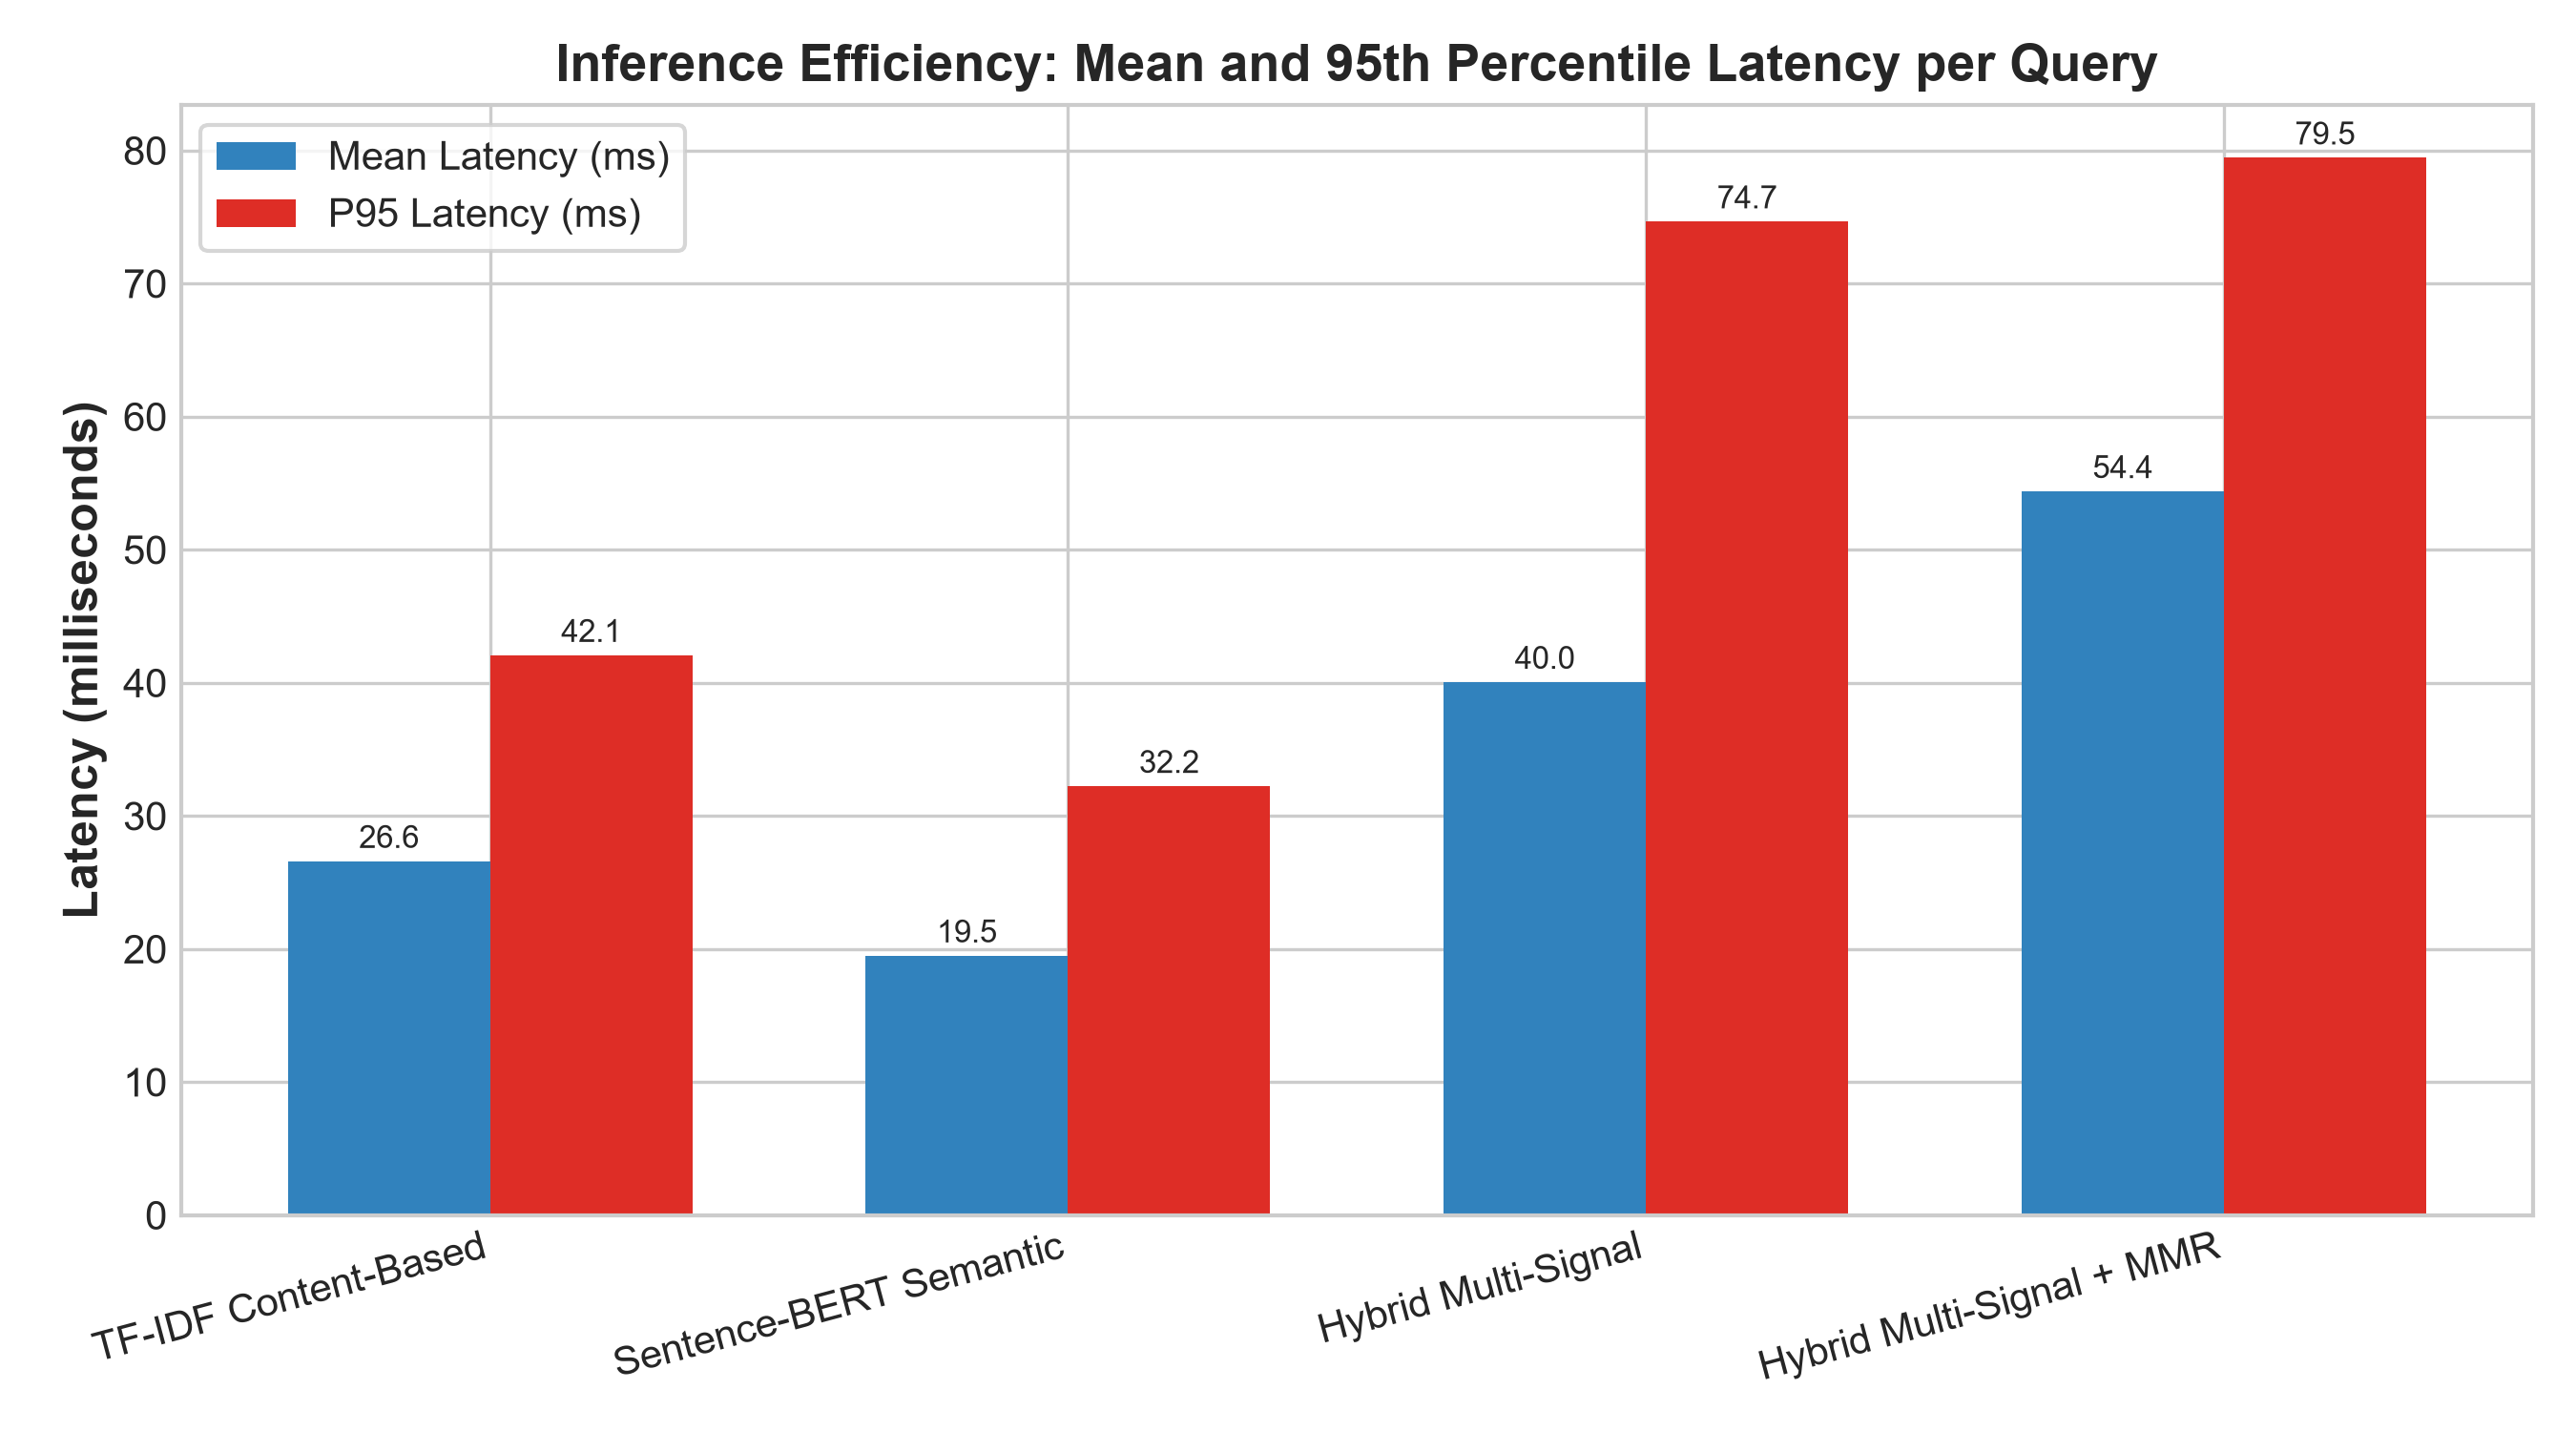 Inference Efficiency: Mean and 95th Percentile Latency per Query
Mean Latency (ms)
P95 Latency (ms)
Latency (milliseconds)
80
70
60
50
40
30
20
10
0
26.6
42.1
19.5
32.2
40.0
74.7
54.4
79.5
TF-IDF Content-Based
Sentence-BERT Semantic
Hybrid Multi-Signal
Hybrid Multi-Signal + MMR